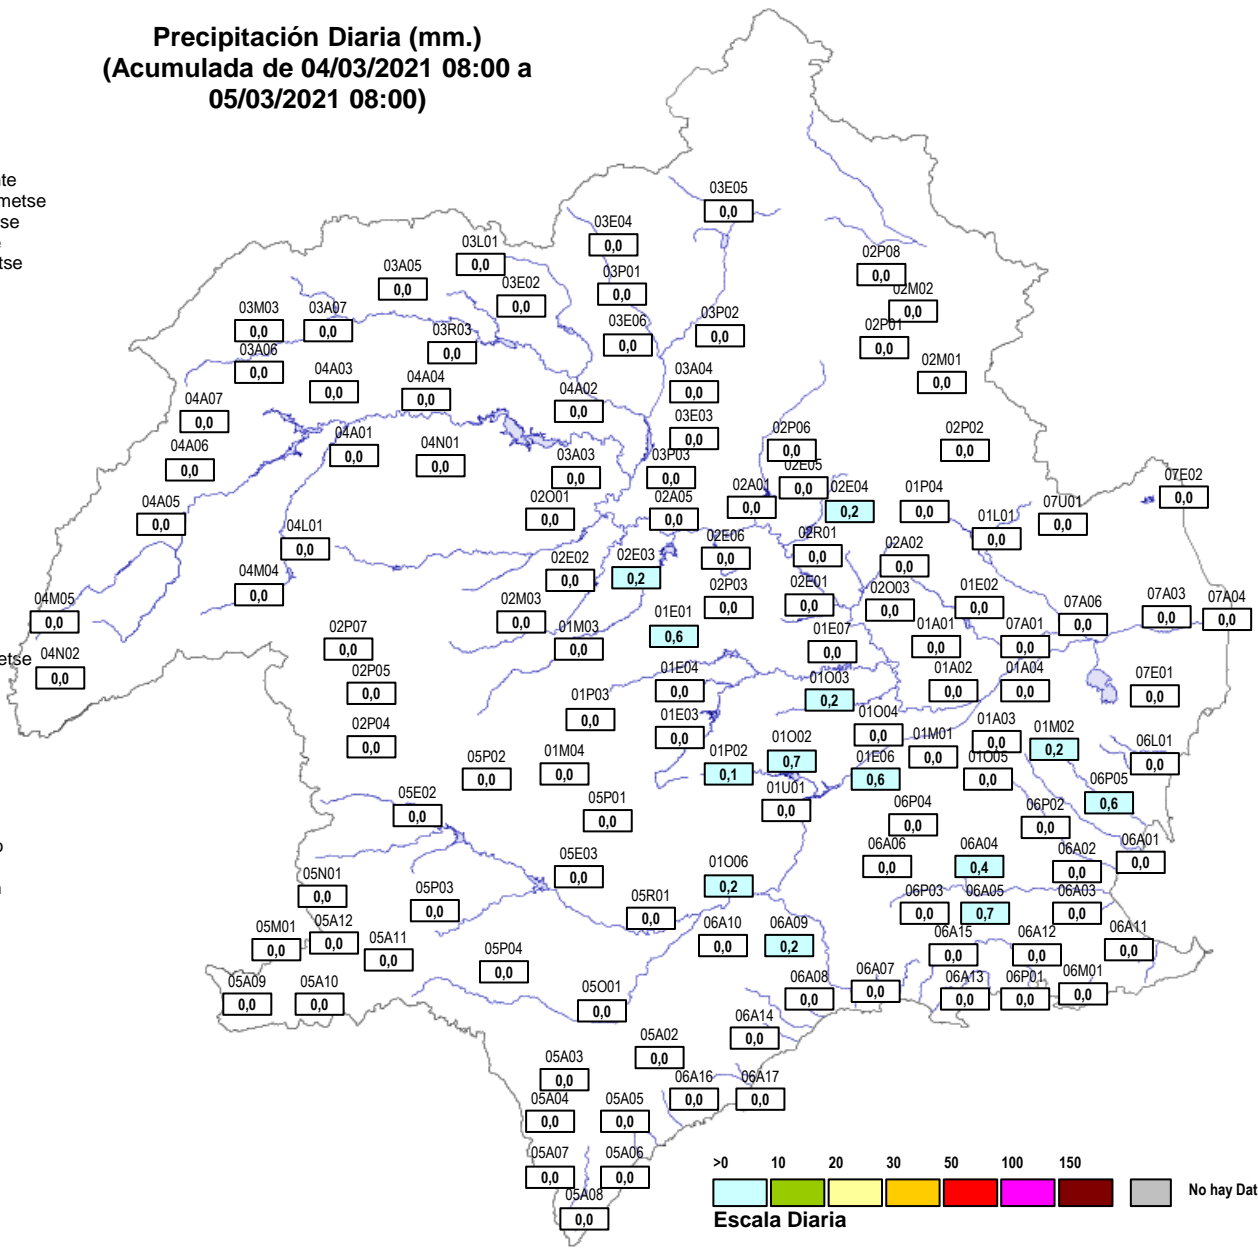 Precipitación Diaria (mm.)
(Acumulada de 04/03/2021 08:00 a
05/03/2021 08:00)
te
metse
se
tse
etse
03E05
0,0
03E04
0,0
03L01
0,0
02P08
0,0
03A05
0,0
03P01
0,0
03E02
0,0
02M02
0,0
03M03
0,0
03A07
0,0
03P02
0,0
03E06
0,0
03R03
0,0
02P01
0,0
03A06
0,0
02M01
0,0
04A03
0,0
04A04
0,0
03A04
0,0
04A02
0,0
04A07
0,0
03E03
0,0
04A01
0,0
04N01
0,0
02P06
0,0
02P02
0,0
04A06
0,0
03A03
0,0
03P03
0,0
02E05
0,0
07E02
0,0
02A01
0,0
02E04
0,2
01P04
0,0
04A05
0,0
02O01
0,0
02A05
0,0
07U01
0,0
01L01
0,0
04L01
0,0
02E06
0,0
02R01
0,0
02A02
0,0
02E02
0,0
02E03
0,2
04M04
0,0
02P03
0,0
02E01
0,0
02O03
0,0
01E02
0,0
04M05
0,0
02M03
0,0
07A06
0,0
07A03
0,0
07A04
0,0
01E01
0,6
02P07
0,0
01M03
0,0
01E07
0,0
01A01
0,0
07A01
0,0
04N02
0,0
02P05
0,0
01E04
0,0
01O03
0,2
01A02
0,0
01A04
0,0
07E01
0,0
01P03
0,0
02P04
0,0
01E03
0,0
01O04
0,0
01A03
0,0
01M02
0,2
01M01
0,0
06L01
0,0
05P02
0,0
01M04
0,0
01P02
0,1
01O02
0,7
01E06
0,6
01O05
0,0
06P05
0,6
05E02
0,0
05P01
0,0
01U01
0,0
06P04
0,0
06P02
0,0
05E03
0,0
06A06
0,0
06A04
0,4
06A02
0,0
06A01
0,0
05N01
0,0
05P03
0,0
01O06
0,2
05R01
0,0
06P03
0,0
06A05
0,7
06A03
0,0
05M01
0,0
05A12
0,0
05A11
0,0
06A10
0,0
06A09
0,2
06A15
0,0
06A12
0,0
06A11
0,0
05P04
0,0
05A09
0,0
05A10
0,0
05O01
0,0
06A08
0,0
06A07
0,0
06A13
0,0
06P01
0,0
06M01
0,0
06A14
0,0
05A02
0,0
05A03
0,0
06A16
0,0
06A17
0,0
05A04
0,0
05A05
0,0
05A07
0,0
05A06
0,0
05A08
0,0
>0 10 20 30 50 100 150
No hay Dat
Escala Diaria